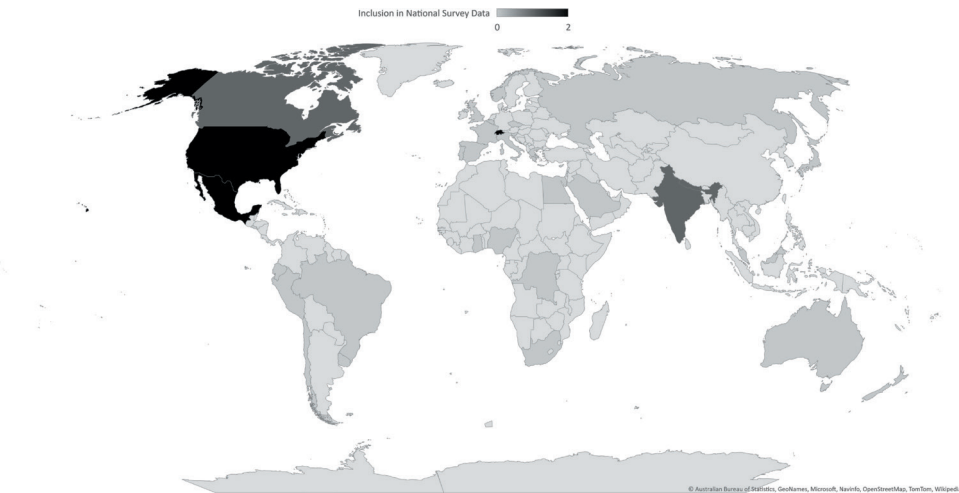 Inclusion in National Survey Data
0 2
© Australian Bureau of Statistics, GeoNames, Microsoft, Navinfo, OpenStreetMap, TomTom, Wikipedi